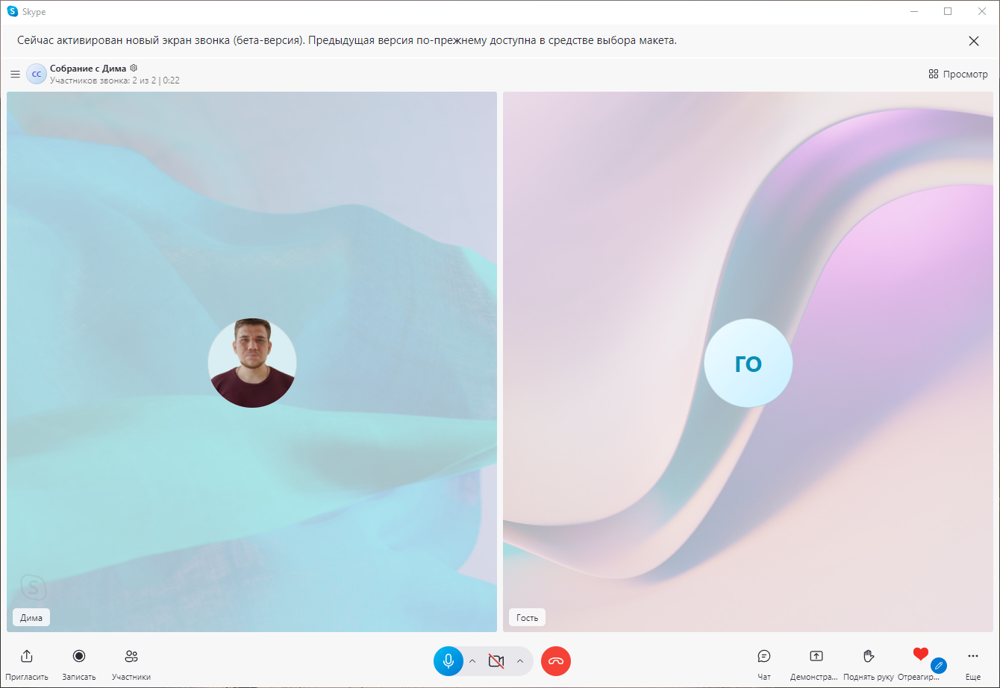 Skype
Сейчас активирован новый экран звонка (бета-версия). Предыдущая версия по-прежнему доступна в средстве выбора макета.
СС
Собрание с Дима
Участников звонка: 2 из 2 | 0:22
Просмотр
ГО
Дима
Гость
Пригласить
Записать
Участники
Чат
Демонстра...
Поднять руку
Отреагир...
Еще